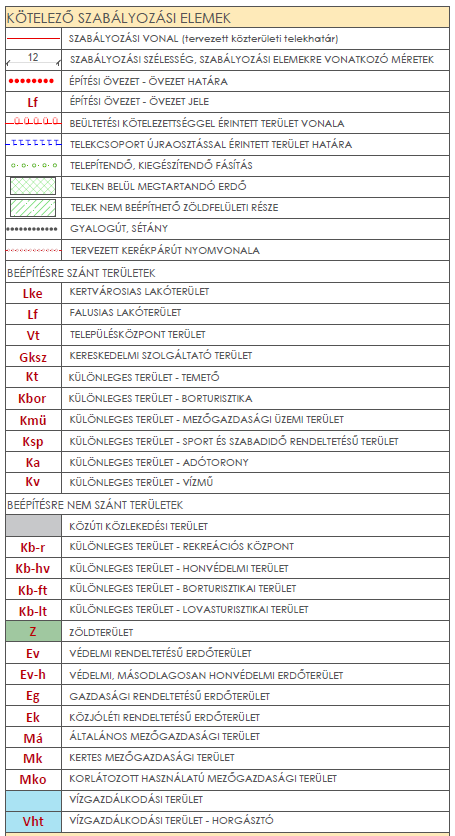 KÖTELEZŐ SZABÁLYOZÁSI ELEMEK
SZABÁLYOZÁSI VONAL (tervezett közterületi telekhatár)
12 SZABÁLYOZÁSI SZÉLESSÉG, SZABÁLYOZÁSI ELEMEKRE VONATKOZÓ MÉRETEK
ÉPÍTÉSI ÖVEZET - ÖVEZET HATÁRA
Lf ÉPÍTÉSI ÖVEZET - ÖVEZET JELE
BEÜLTETÉSI KÖTELEZETTSÉGGEL ÉRINTETT TERÜLET VONALA
TELEKCSOPORT ÚJRAOSZTÁSSAL ÉRINTETT TERÜLET HATÁRA
TELEPÍTENDŐ, KIEGÉSZÍTENDŐ FÁSÍTÁS
TELKEN BELÜL MEGTARTANDÓ ERDŐ
TELEK NEM BEÉPÍTHETŐ ZÖLDFELÜLETI RÉSZE
GYALOGÚT, SÉTÁNY
TERVEZETT KERÉKPÁRÚT NYOMVONALA
BEÉPÍTÉSRE SZÁNT TERÜLETEK
Lke KERTVÁROSIAS LAKÓTERÜLET
Lf FALUSIAS LAKÓTERÜLET
Vt TELEPÜLÉSKÖZPONT TERÜLET
Gksz KERESKEDELMI SZOLGÁLTATÓ TERÜLET
Kt KÜLÖNLEGES TERÜLET - TEMETŐ
Kbor KÜLÖNLEGES TERÜLET - BORTURISZTIKA
Kmü KÜLÖNLEGES TERÜLET - MEZŐGAZDASÁGI ÜZEMI TERÜLET
Ksp KÜLÖNLEGES TERÜLET - SPORT ÉS SZABADIDŐ RENDELTETÉSŰ TERÜLET
Ka KÜLÖNLEGES TERÜLET - ADÓTORONY
Kv KÜLÖNLEGES TERÜLET - VÍZMŰ
BEÉPÍTÉSRE NEM SZÁNT TERÜLETEK
KÖZÚTI KÖZLEKEDÉSI TERÜLET
Kb-r KÜLÖNLEGES TERÜLET - REKREÁCIÓS KÖZPONT
Kb-hv KÜLÖNLEGES TERÜLET - HONVÉDELMI TERÜLET
Kb-ft KÜLÖNLEGES TERÜLET - BORTURISZTIKAI TERÜLET
Kb-lt KÜLÖNLEGES TERÜLET - LOVASTURISZTIKAI TERÜLET
Z ZÖLDTERÜLET
Ev VÉDELMI RENDELTETÉSŰ ERDŐTERÜLET
Ev-h VÉDELMI, MÁSODLAGOSAN HONVÉDELMI ERDŐTERÜLET
Eg GAZDASÁGI RENDELTETÉSŰ ERDŐTERÜLET
Ek KÖZJÓLÉTI RENDELTETÉSŰ ERDŐTERÜLET
Má ÁLTALÁNOS MEZŐGAZDASÁGI TERÜLET
Mk KERTES MEZŐGAZDASÁGI TERÜLET
Mko KORLÁTOZOTT HASZNÁLATÚ MEZŐGAZDASÁGI TERÜLET
VÍZGAZDÁLKODÁSI TERÜLET
Vht VÍZGAZDÁLKODÁSI TERÜLET - HORGÁSZTÓ